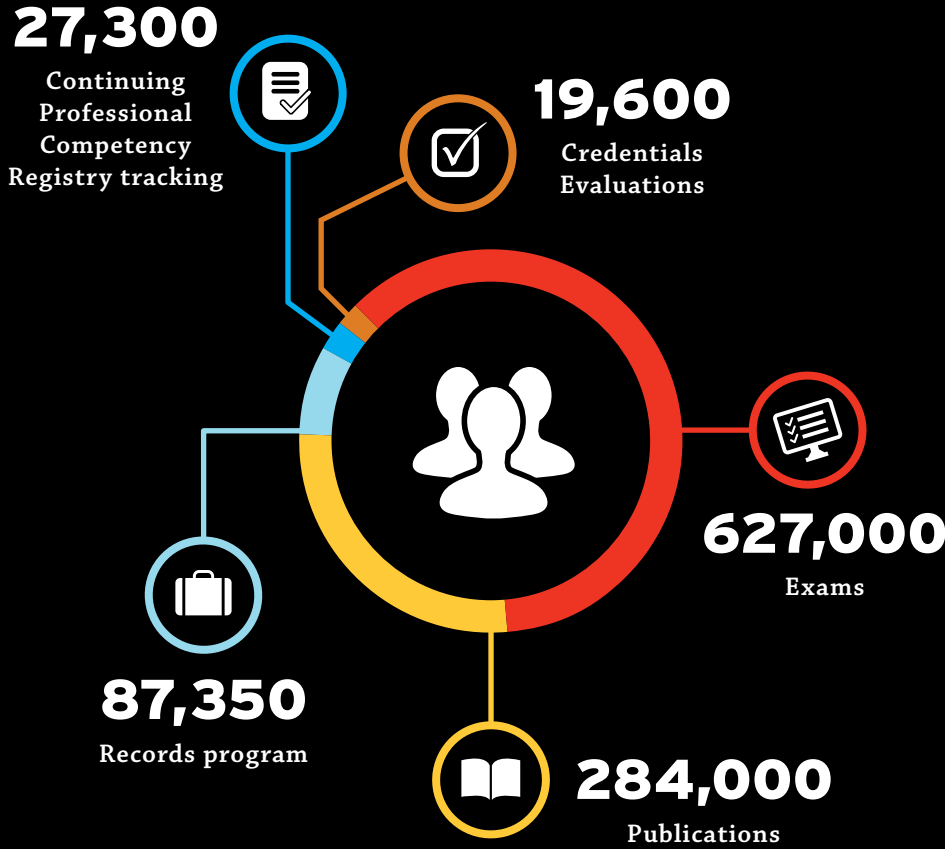 27,300
Continuing
Professional
Competency
Registry tracking
19,600
Credentials
Evaluations
627,000
Exams
87,350
Records program
284,000
Publications